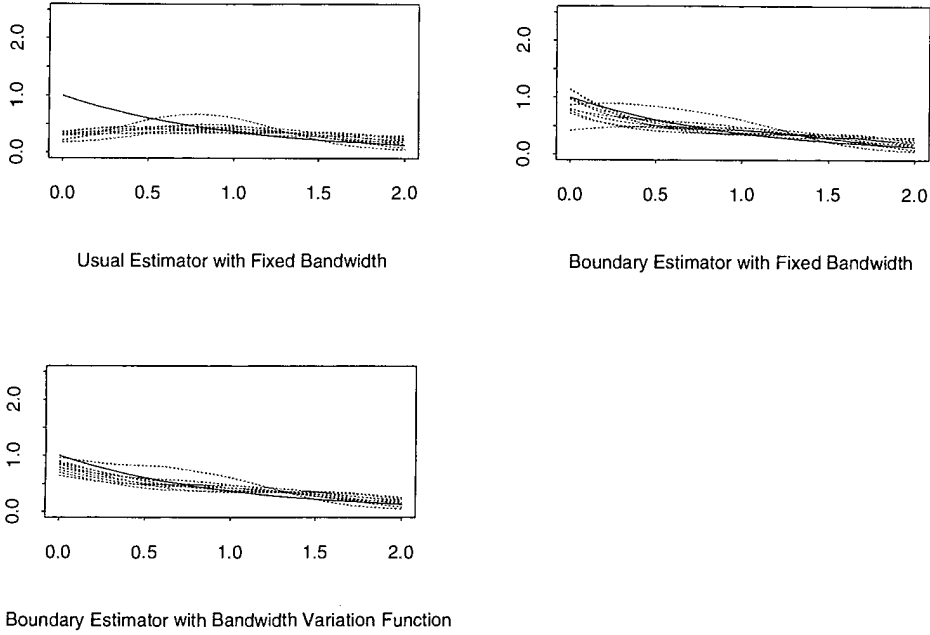 2.0
1.0
0.0
0.0 0.5 1.0 1.5 2.0
Usual Estimator with Fixed Bandwidth
2.0
1.0
0.0
0.0 0.5 1.0 1.5 2.0
Boundary Estimator with Fixed Bandwidth
2.0
1.0
0.0
0.0 0.5 1.0 1.5 2.0
Boundary Estimator with Bandwidth Variation Function